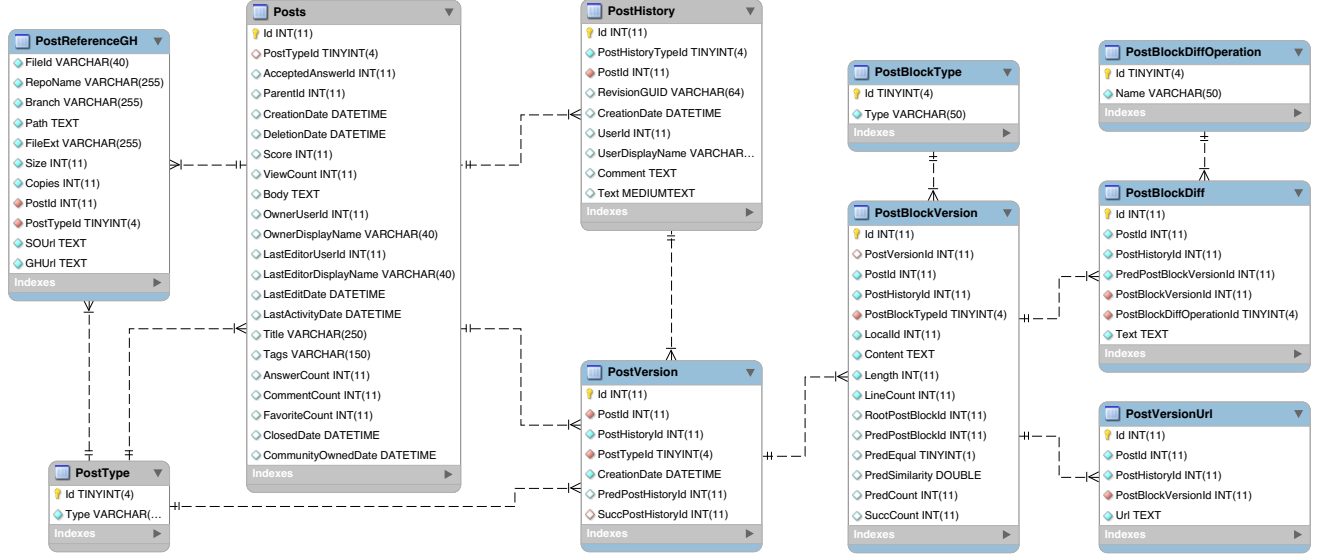 PostReferenceGH
FileId VARCHAR(40)
RepoName VARCHAR(255)
Branch VARCHAR(255)
Path TEXT
FileExt VARCHAR(255)
Size INT(11)
Copies INT(11)
PostId INT(11)
PostTypeId TINYINT(4)
SOUrl TEXT
GHUrl TEXT
Indexes
PostType
Id TINYINT(4)
Type VARCHAR(...
Indexes
Posts
Id INT(11)
PostTypeId TINYINT(4)
AcceptedAnswerId INT(11)
ParentId INT(11)
CreationDate DATETIME
DeletionDate DATETIME
Score INT(11)
ViewCount INT(11)
Body TEXT
OwnerUserId INT(11)
OwnerDisplayName VARCHAR(40)
LastEditorUserId INT(11)
LastEditorDisplayName VARCHAR(40)
LastEditDate DATETIME
LastActivityDate DATETIME
Title VARCHAR(250)
Tags VARCHAR(150)
AnswerCount INT(11)
CommentCount INT(11)
FavoriteCount INT(11)
ClosedDate DATETIME
CommunityOwnedDate DATETIME
Indexes
PostHistory
Id INT(11)
PostHistoryTypeId TINYINT(4)
PostId INT(11)
RevisionGUID VARCHAR(64)
CreationDate DATETIME
UserId INT(11)
UserDisplayName VARCHAR...
Comment TEXT
Text MEDIUMTEXT
Indexes
PostVersion
Id INT(11)
PostId INT(11)
PostHistoryId INT(11)
PostTypeId TINYINT(4)
CreationDate DATETIME
PredPostHistoryId INT(11)
SuccPostHistoryId INT(11)
Indexes
PostBlockType
Id TINYINT(4)
Type VARCHAR(50)
Indexes
PostBlockVersion
Id INT(11)
PostVersionId INT(11)
PostId INT(11)
PostHistoryId INT(11)
PostBlockTypeId TINYINT(4)
LocalId INT(11)
Content TEXT
Length INT(11)
LineCount INT(11)
RootPostBlockId INT(11)
PredPostBlockId INT(11)
PredEqual TINYINT(1)
PredSimilarity DOUBLE
PredCount INT(11)
SuccCount INT(11)
Indexes
PostBlockDiffOperation
Id TINYINT(4)
Name VARCHAR(50)
Indexes
PostBlockDiff
Id INT(11)
PostId INT(11)
PostHistoryId INT(11)
PredPostBlockVersionId INT(11)
PostBlockVersionId INT(11)
PostBlockDiffOperationId TINYINT(4)
Text TEXT
Indexes
PostVersionUrl
Id INT(11)
PostId INT(11)
PostHistoryId INT(11)
PostBlockVersionId INT(11)
Url TEXT
Indexes